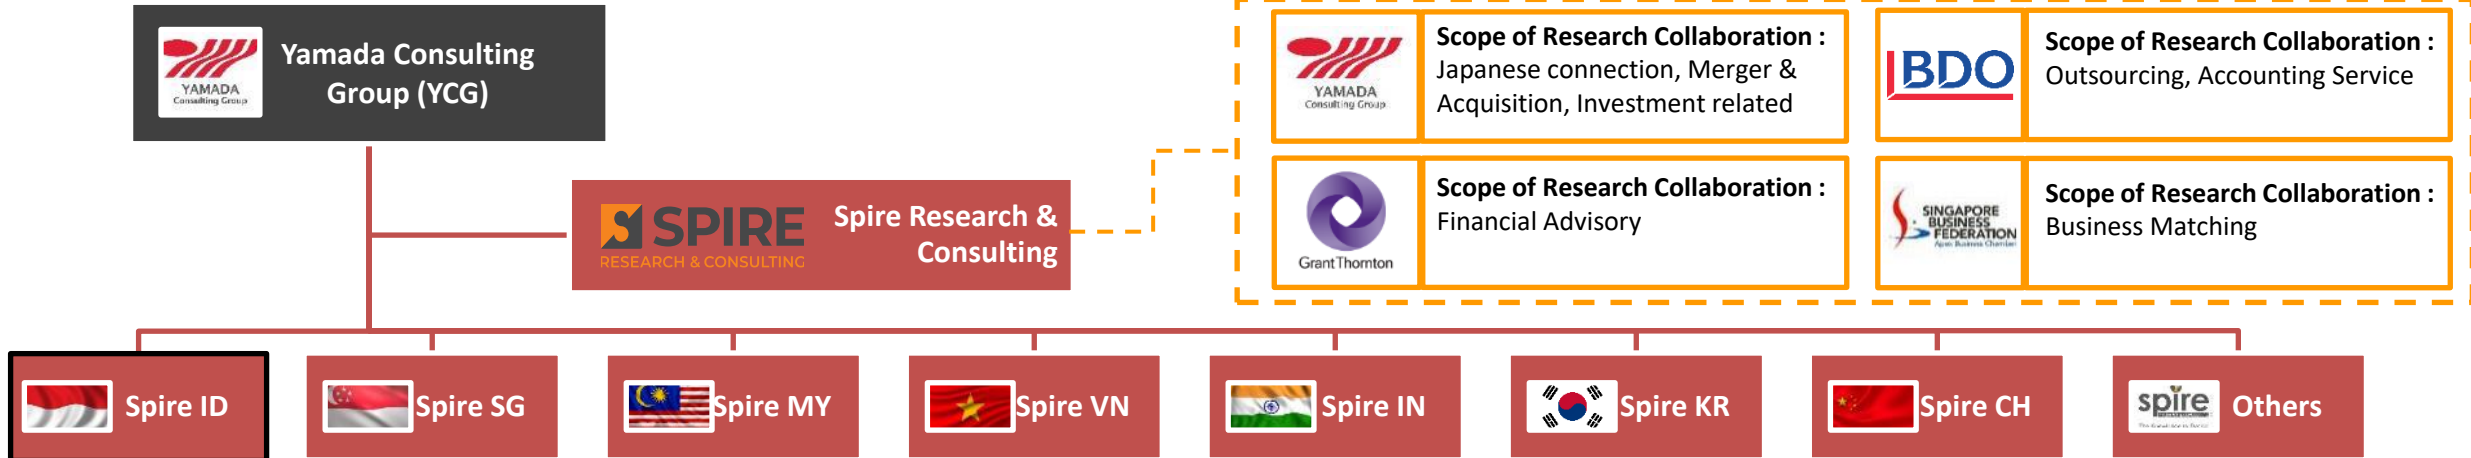 YAMADA
Consulting Group
Yamada Consulting
Group (YCG)
SPIRE
RESEARCH & CONSULTING
Spire Research &
Consulting
YAMADA
Consulting Group
Scope of Research Collaboration :
Japanese connection, Merger &
Acquisition, Investment related
BDO
Scope of Research Collaboration :
Outsourcing, Accounting Service
Grant Thornton
Scope of Research Collaboration :
Financial Advisory
SINGAPORE
BUSINESS
FEDERATION
Apex Business Chamber
Scope of Research Collaboration :
Business Matching
Spire ID
Spire SG
Spire MY
Spire VN
Spire IN
Spire KR
Spire CH
spire
Others